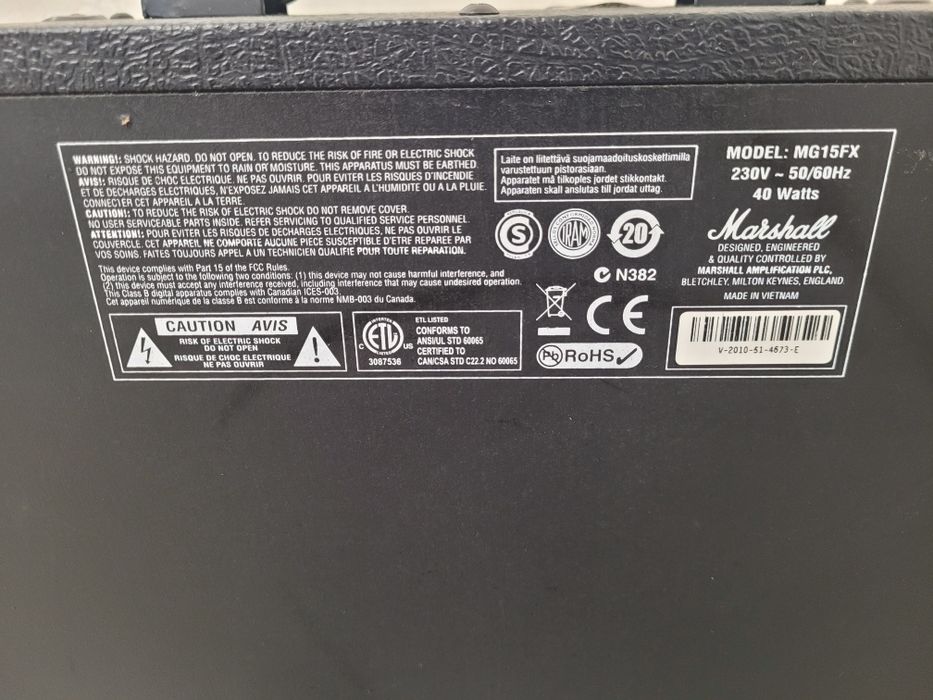 WARNING!: SHOCK HAZARD. DO NOT OPEN. TO REDUCE THE RISK OF FIRE OR ELECTRIC SHOCK
DO NOT EXPOSE THIS EQUIPMENT TO RAIN OR MOISTURE. THIS APPARATUS MUST BE EARTHED.
AVIS!: RISQUE DE CHOC ELECTRIQUE. NE PAS OUVRIR. POUR EVITER LES RISQUES D'INCENDIE
ET DE DECHARGES ELECTRIQUES, N'EXPOSEZ JAMAIS CET APPAREIL A L'HUMIDITE OU A LA PLUIE.
CONNECTER CET APPAREIL A LA TERRE.
CAUTION!: TO REDUCE THE RISK OF ELECTRIC SHOCK DO NOT REMOVE COVER.
NO USER SERVICEABLE PARTS INSIDE. REFER SERVICING TO QUALIFIED SERVICE PERSONNEL.
ATTENTION!: POUR EVITER LES RISQUES DE DECHARGES ELECTRIQUES, NE PAS OUVRIR LE
COUVERCLE. CET APPAREIL NE COMPORTE AUCUNE PIECE SUSCEPTIBLE D'ETRE REPAREE PAR
VOS SOINS. FAITES TOUJOURS APPEL A UN TECHNICIEN QUALIFIE POUR TOUTE REPARATION.
This device complies with Part 15 of the FCC Rules.
Operation is subject to the following two conditions: (1) this device may not cause harmful interference, and
(2) this device must accept any interference received, including interference that may cause undesired operation.
This Class B digital apparatus complies with Canadian ICES-003.
Cet appareil numérique de la classe B est conforme à la norme NMB-003 du Canada.
CAUTION AVIS
RISK OF ELECTRIC SHOCK
DO NOT OPEN
RISQUE DE CHOC ELECTRIQUE
NE PAS OUVRIR
C ETL US
3087536
ETL LISTED
CONFORMS TO
ANSI/UL STD 60065
CERTIFIED TO
CAN/CSA STD C22.2 NO 60065
Laite on liitettävä suojamaadoituskoskettimilla
varustettuun pistorasiaan.
Apparatet må tilkoples jordet stikkontakt.
Apparaten skall anslutas till jordat uttag.
S
IRAM
20
N382
CE
Pb RoHS
MODEL: MG15FX
230V ~ 50/60Hz
40 Watts
Marshall
DESIGNED, ENGINEERED
& QUALITY CONTROLLED BY
MARSHALL AMPLIFICATION PLC,
BLETCHLEY, MILTON KEYNES, ENGLAND
MADE IN VIETNAM
V-2010-51-4673-E